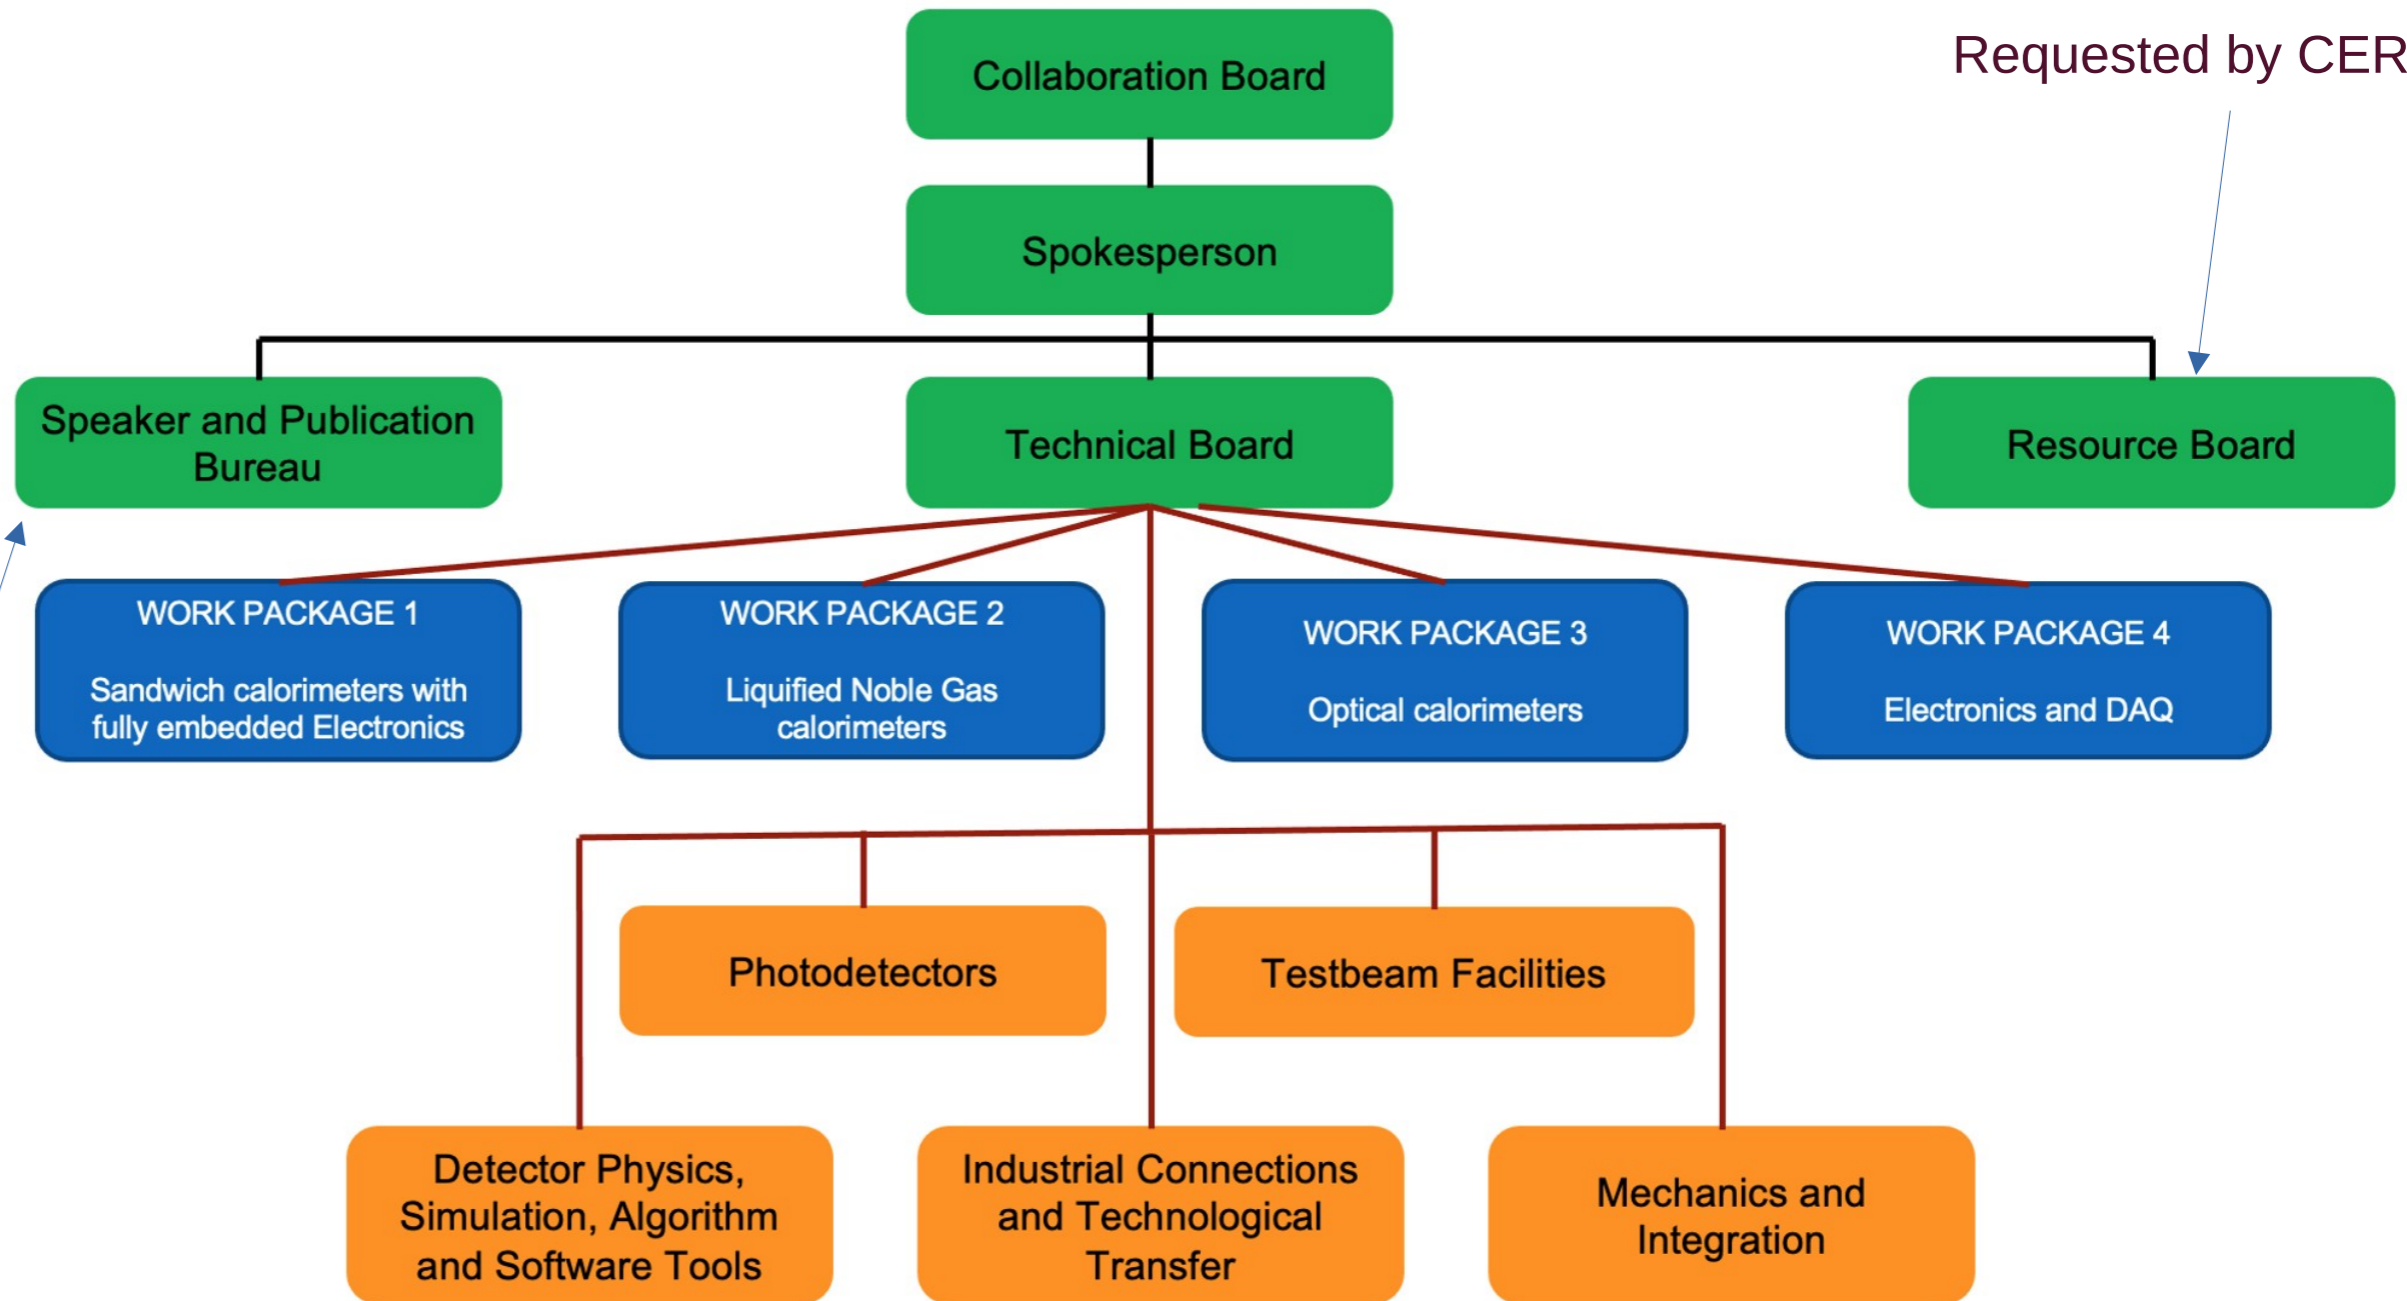 Requested by CER
Collaboration Board
Spokesperson
Speaker and Publication
Bureau
Technical Board
Resource Board
WORK PACKAGE 1
Sandwich calorimeters with
fully embedded Electronics
WORK PACKAGE 2
Liquified Noble Gas
calorimeters
WORK PACKAGE 3
Optical calorimeters
WORK PACKAGE 4
Electronics and DAQ
Photodetectors
Testbeam Facilities
Detector Physics,
Simulation, Algorithm
and Software Tools
Industrial Connections
and Technological
Transfer
Mechanics and
Integration